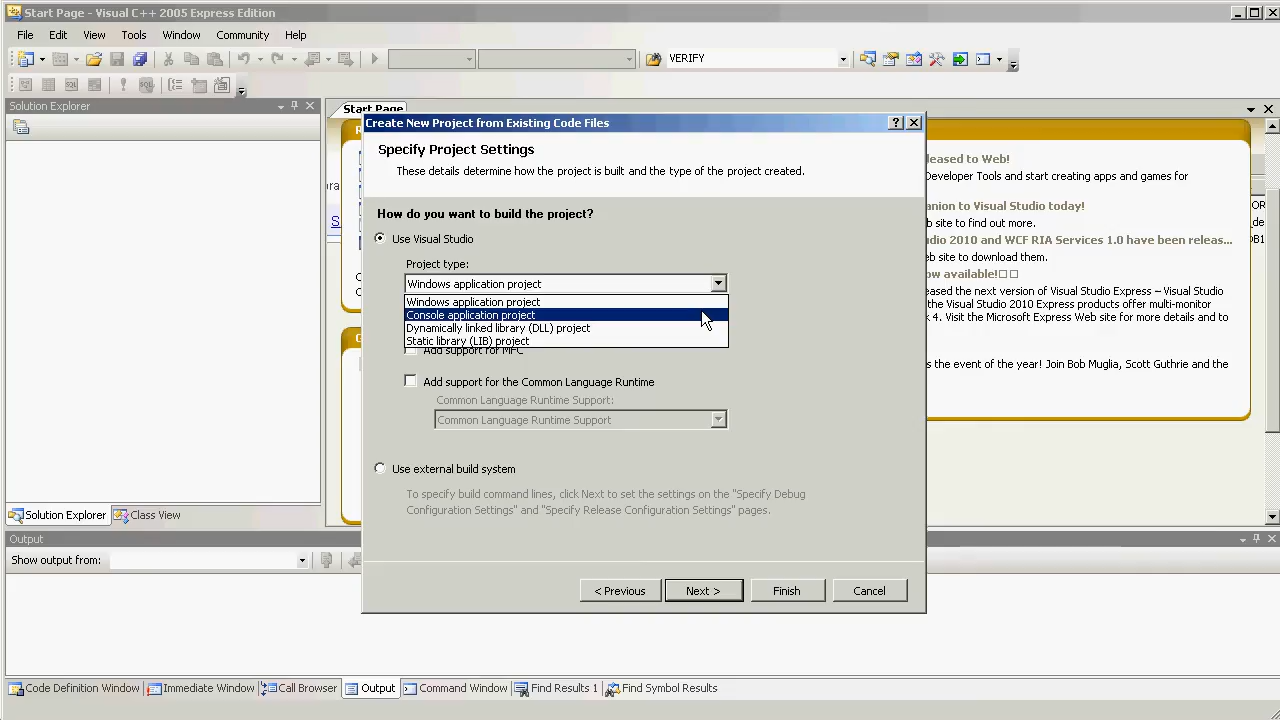 Start Page - Visual C++ 2005 Express Edition
File Edit View Tools Window Community Help
VERIFY
Solution Explorer
Start Page
Create New Project from Existing Code Files
Specify Project Settings
These details determine how the project is built and the type of the project created.
How do you want to build the project?
Use Visual Studio
Project type:
Windows application project
Windows application project
Console application project
Dynamically linked library (DLL) project
Static library (LIB) project
Add support for MFC
Add support for the Common Language Runtime
Common Language Runtime Support:
Common Language Runtime Support
Use external build system
To specify build command lines, click Next to set the settings on the "Specify Debug
Configuration Settings" and "Specify Release Configuration Settings" pages.
< Previous Next > Finish Cancel
leased to Web!
Developer Tools and start creating apps and games for
anion to Visual Studio today!
b site to find out more.
udio 2010 and WCF RIA Services 1.0 have been releas...
eb site to download them.
ow available!
eased the next version of Visual Studio Express – Visual Studio
the Visual Studio 2010 Express products offer multi-monitor
k 4. Visit the Microsoft Express Web site for more details and to
s the event of the year! Join Bob Muglia, Scott Guthrie and the
Solution Explorer Class View
Output
Show output from:
Code Definition Window Immediate Window Call Browser Output Command Window Find Results 1 Find Symbol Results